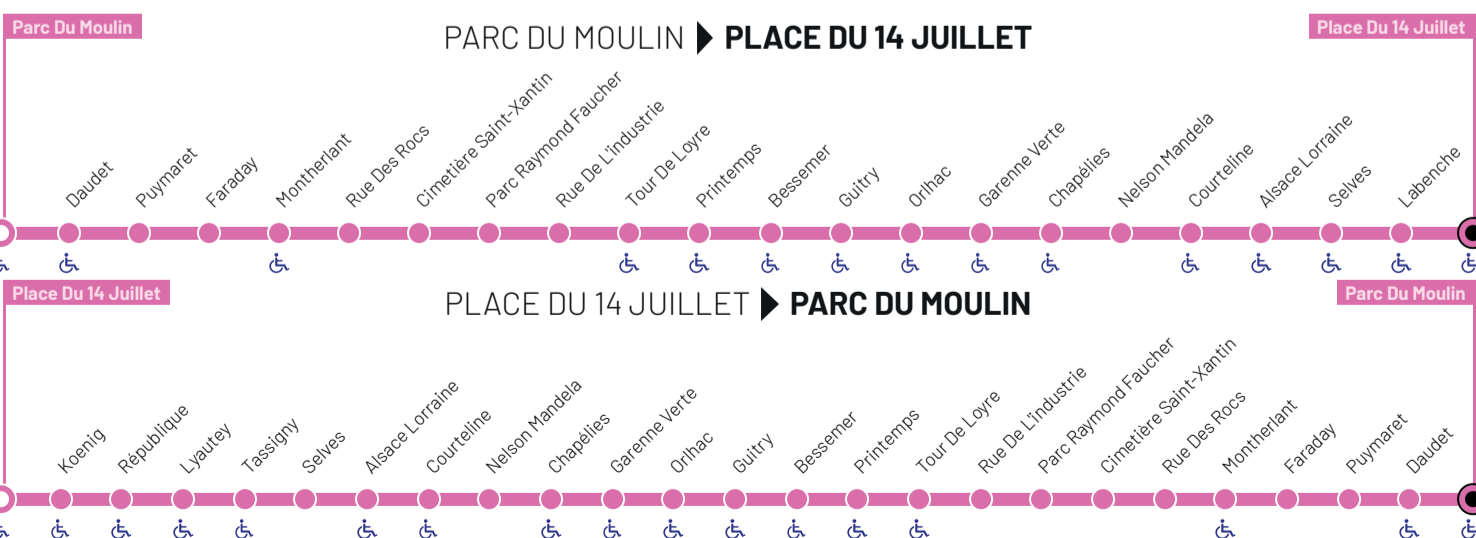 Parc Du Moulin
PARC DU MOULIN PLACE DU 14 JUILLET
Place Du 14 Juillet
Daudet
Puymaret
Faraday
Montherlant
Rue Des Rocs
Cimetière Saint-Xantin
Parc Raymond Faucher
Rue De L'industrie
Tour De Loyre
Printemps
Bessemer
Guitry
Orlhac
Garenne Verte
Chapélies
Nelson Mandela
Courteline
Alsace Lorraine
Selves
Labenche
Place Du 14 Juillet
PLACE DU 14 JUILLET PARC DU MOULIN
Parc Du Moulin
Koenig
République
Lyautey
Tassigny
Selves
Alsace Lorraine
Courteline
Nelson Mandela
Chapélies
Garenne Verte
Orlhac
Guitry
Bessemer
Printemps
Tour De Loyre
Rue De L'industrie
Parc Raymond Faucher
Cimetière Saint-Xantin
Rue Des Rocs
Montherlant
Faraday
Puymaret
Daudet